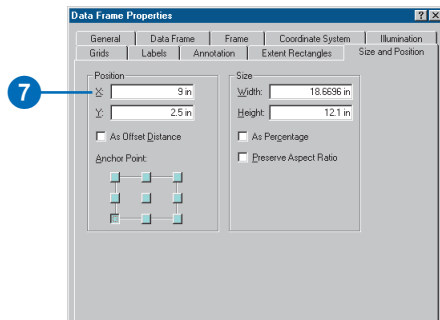 Data Frame Properties
General Data Frame Frame Coordinate System Illumination
Grids Labels Annotation Extent Rectangles Size and Position
Position Size
7 X: 9 in Width: 18.6696 in
Y: 2.5 in Height: 12.1 in
As Offset Distance As Percentage
Anchor Point: Preserve Aspect Ratio